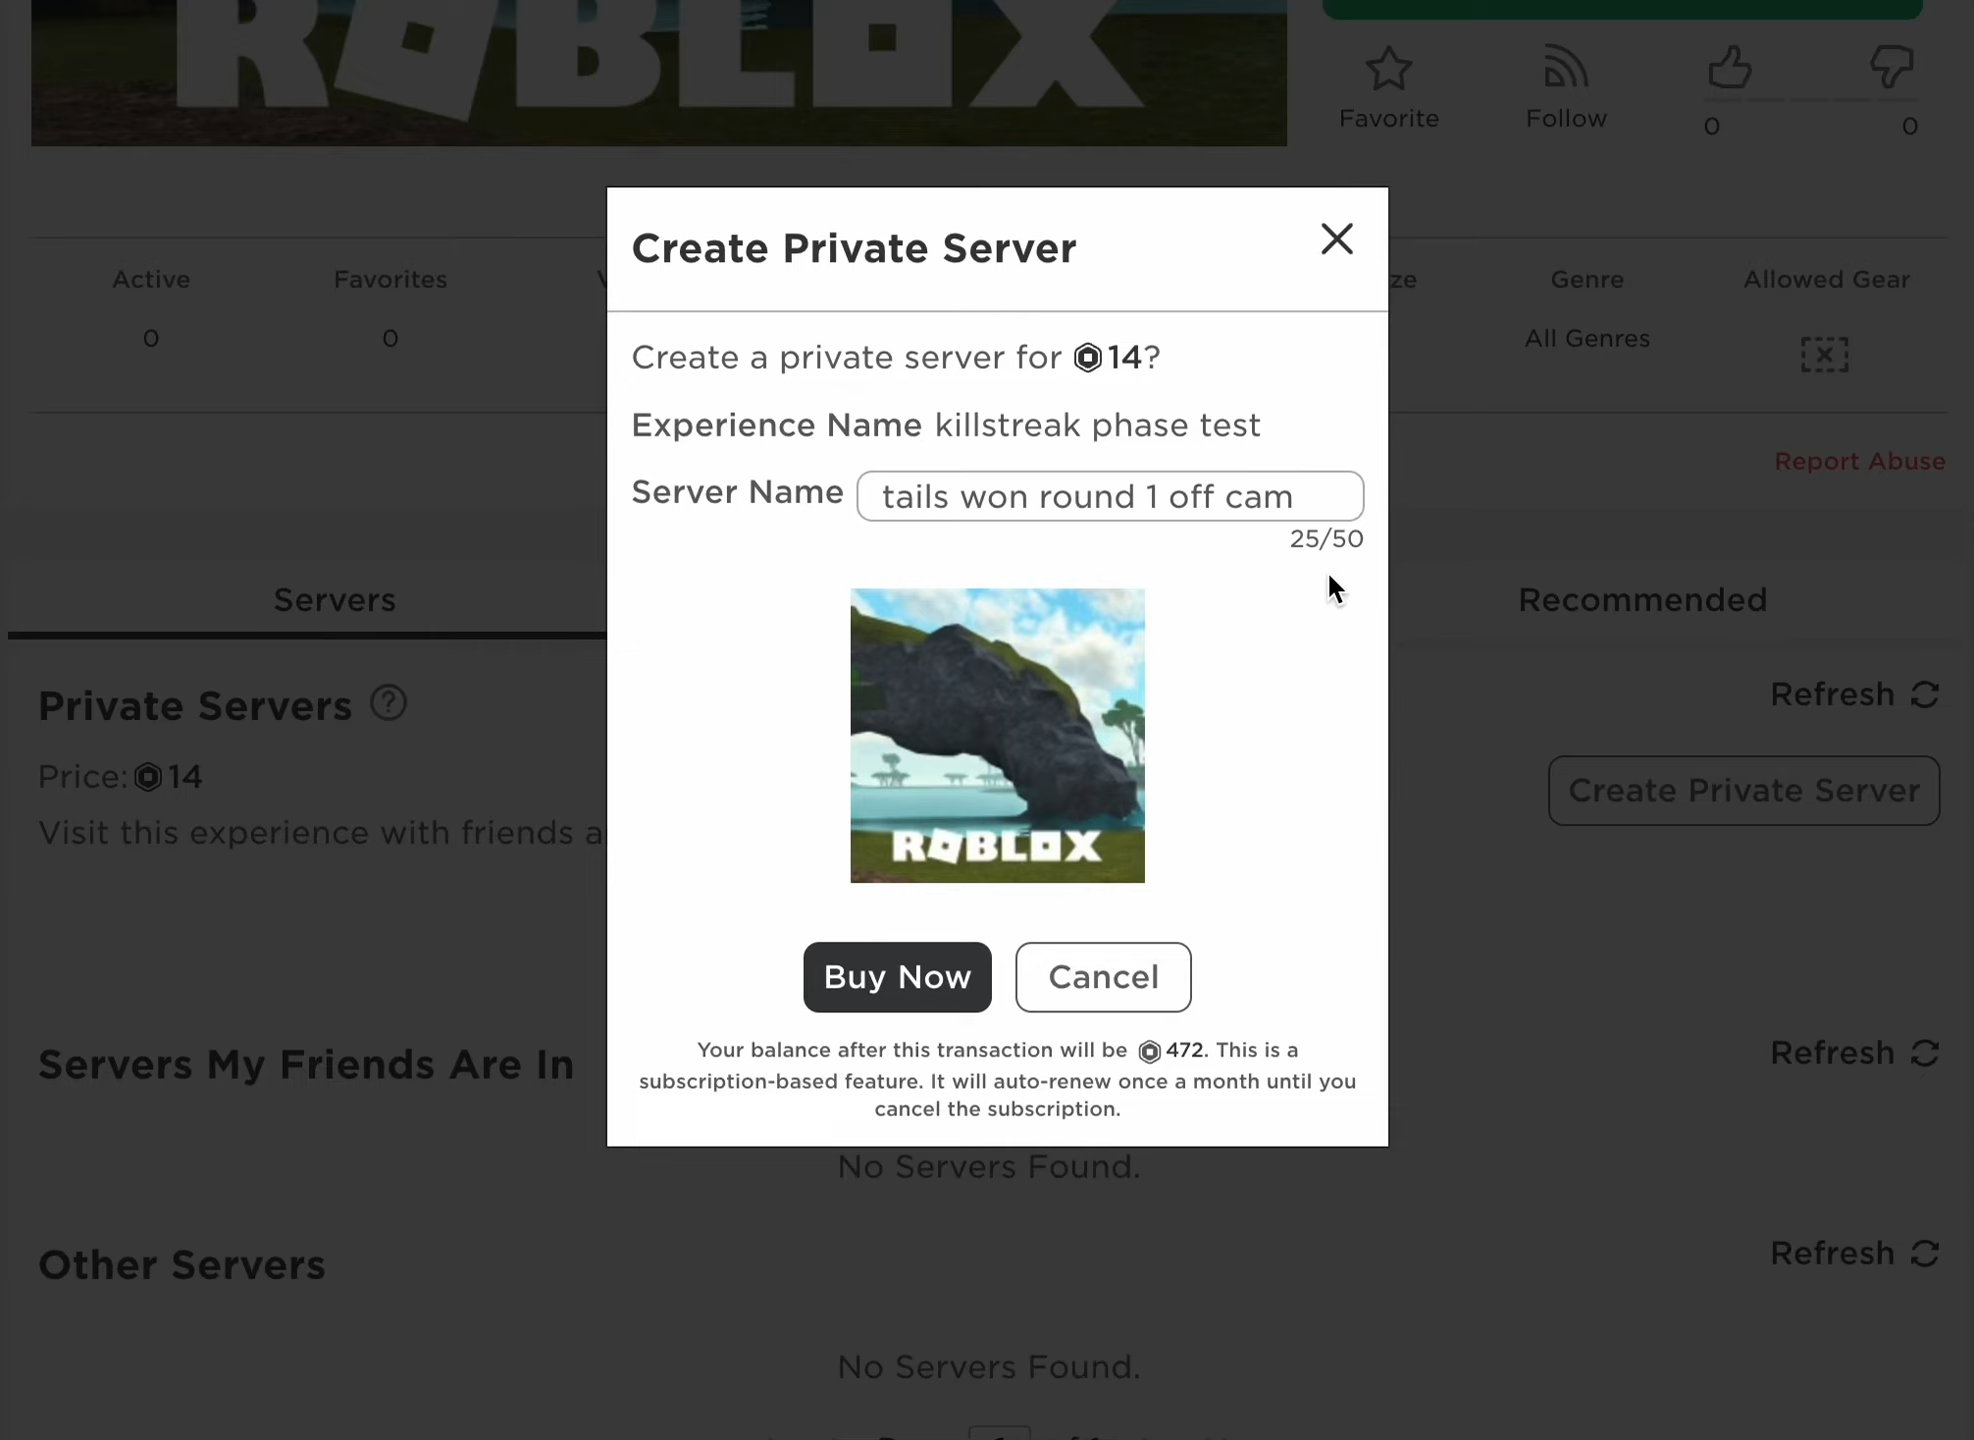 ROBLOX
Favorite
Follow
0
0
Create Private Server
Active
Favorites
ze
Genre
Allowed Gear
0
0
All Genres
Create a private server for 14?
Experience Name killstreak phase test
Report Abuse
Server Name tails won round 1 off cam
25/50
Servers
Recommended
Private Servers
Refresh
Price: 14
Create Private Server
Visit this experience with friends a
ROBLOX
Buy Now
Cancel
Your balance after this transaction will be 472. This is a
subscription-based feature. It will auto-renew once a month until you
cancel the subscription.
Servers My Friends Are In
Refresh
No Servers Found.
Other Servers
Refresh
No Servers Found.